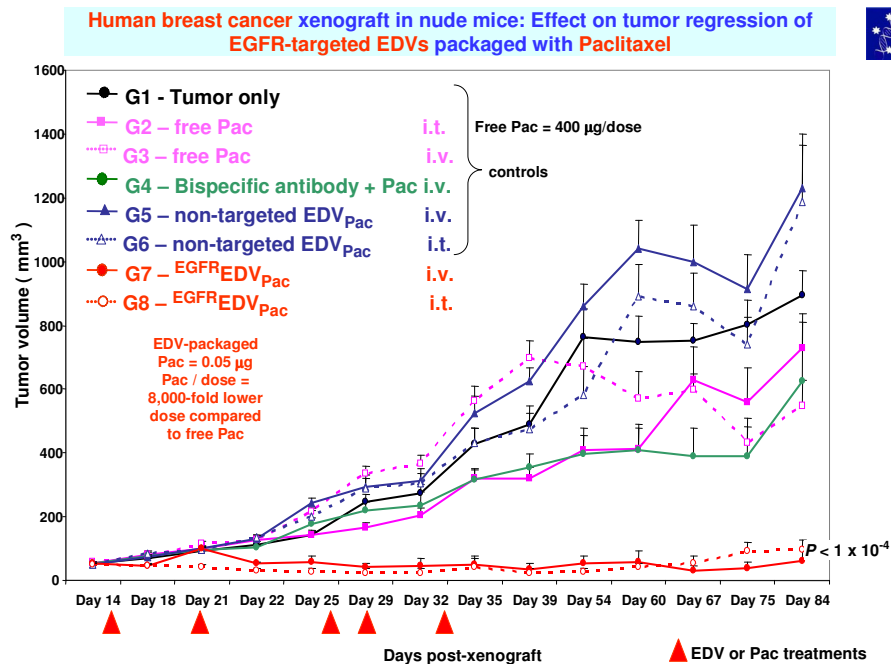 Human breast cancer xenograft in nude mice: Effect on tumor regression of
EGFR-targeted EDVs packaged with Paclitaxel
1600
1400
1200
1000
800
600
400
200
0
Tumor volume ( mm³ )
G1 - Tumor only
G2 – free Pac i.t.
G3 – free Pac i.v.
G4 – Bispecific antibody + Pac i.v.
G5 – non-targeted EDVPac i.v.
G6 – non-targeted EDVPac i.t.
G7 – EGFREDVPac i.v.
G8 – EGFREDVPac i.t.
Free Pac = 400 µg/dose
controls
EDV-packaged
Pac = 0.05 µg
Pac / dose =
8,000-fold lower
dose compared
to free Pac
P < 1 x 10⁻⁴
Day 14 Day 18 Day 21 Day 22 Day 25 Day 29 Day 32 Day 35 Day 39 Day 54 Day 60 Day 67 Day 75 Day 84
Days post-xenograft
EDV or Pac treatments